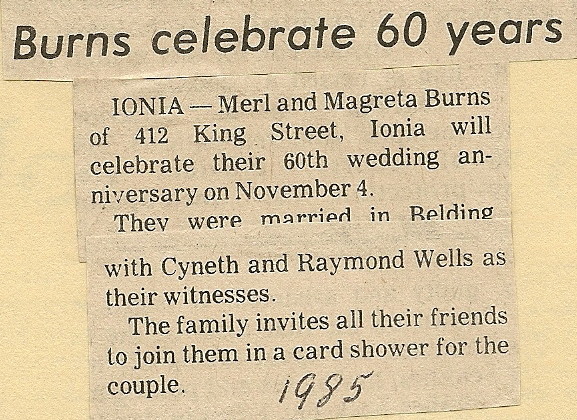 Burns celebrate 60 years
IONIA — Merl and Magreta Burns
of 412 King Street, Ionia will
celebrate their 60th wedding an-
niversary on November 4.
They were married in Belding
with Cyneth and Raymond Wells as
their witnesses.
The family invites all their friends
to join them in a card shower for the
couple.
1985